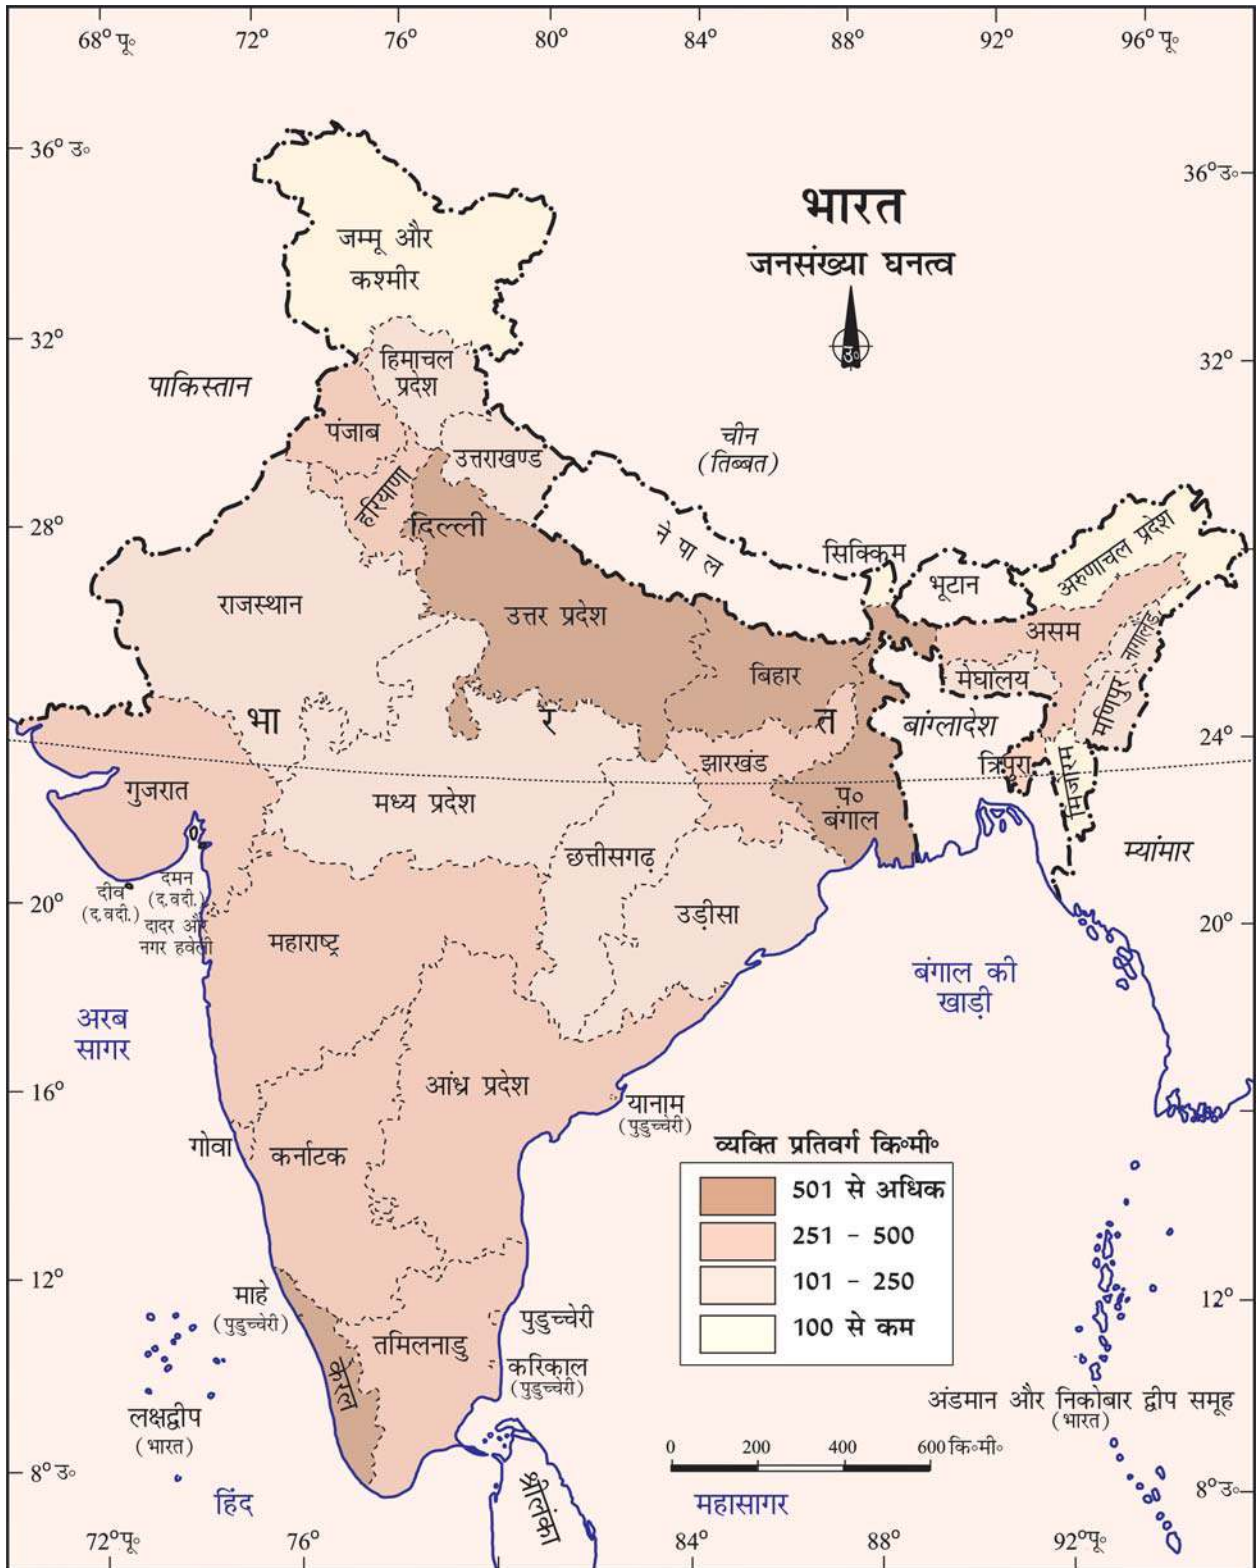 68° पू॰ 72° 76° 80° 84° 88° 92° 96° पू॰
36° उ॰
36° उ॰
भारत
जनसंख्या घनत्व
उ॰
जम्मू और
कश्मीर
32°
32°
हिमाचल
प्रदेश
पाकिस्तान
पंजाब
चीन
(तिब्बत)
उत्तराखण्ड
हरियाणा
28°
दिल्ली
नेपाल
सिक्किम
भूटान
अरुणाचल प्रदेश
राजस्थान
उत्तर प्रदेश
असम
नागालैंड
बिहार
मेघालय
मणिपुर
भा र त
बांग्लादेश
24°
24°
झारखंड
त्रिपुरा
मिजोरम
गुजरात
मध्य प्रदेश
प०
बंगाल
छत्तीसगढ़
म्यांमार
दीव
(द.वदी.)
दमन
(द.वदी.)
20°
20°
दादर और
नगर हवेली
उड़ीसा
महाराष्ट्र
बंगाल की
खाड़ी
अरब
सागर
आंध्र प्रदेश
16°
16°
यानाम
(पुडुच्चेरी)
गोवा
कर्नाटक
व्यक्ति प्रतिवर्ग कि॰मी॰
501 से अधिक
251 - 500
101 - 250
100 से कम
12°
12°
माहे
(पुडुच्चेरी)
पुडुच्चेरी
तमिलनाडु
करिकाल
(पुडुच्चेरी)
केरल
लक्षद्वीप
(भारत)
अंडमान और निकोबार द्वीप समूह
(भारत)
0 200 400 600 कि॰मी॰
8° उ॰
8° उ॰
हिंद
श्रीलंका
महासागर
72° पू॰ 76° 84° 88° 92° पू॰